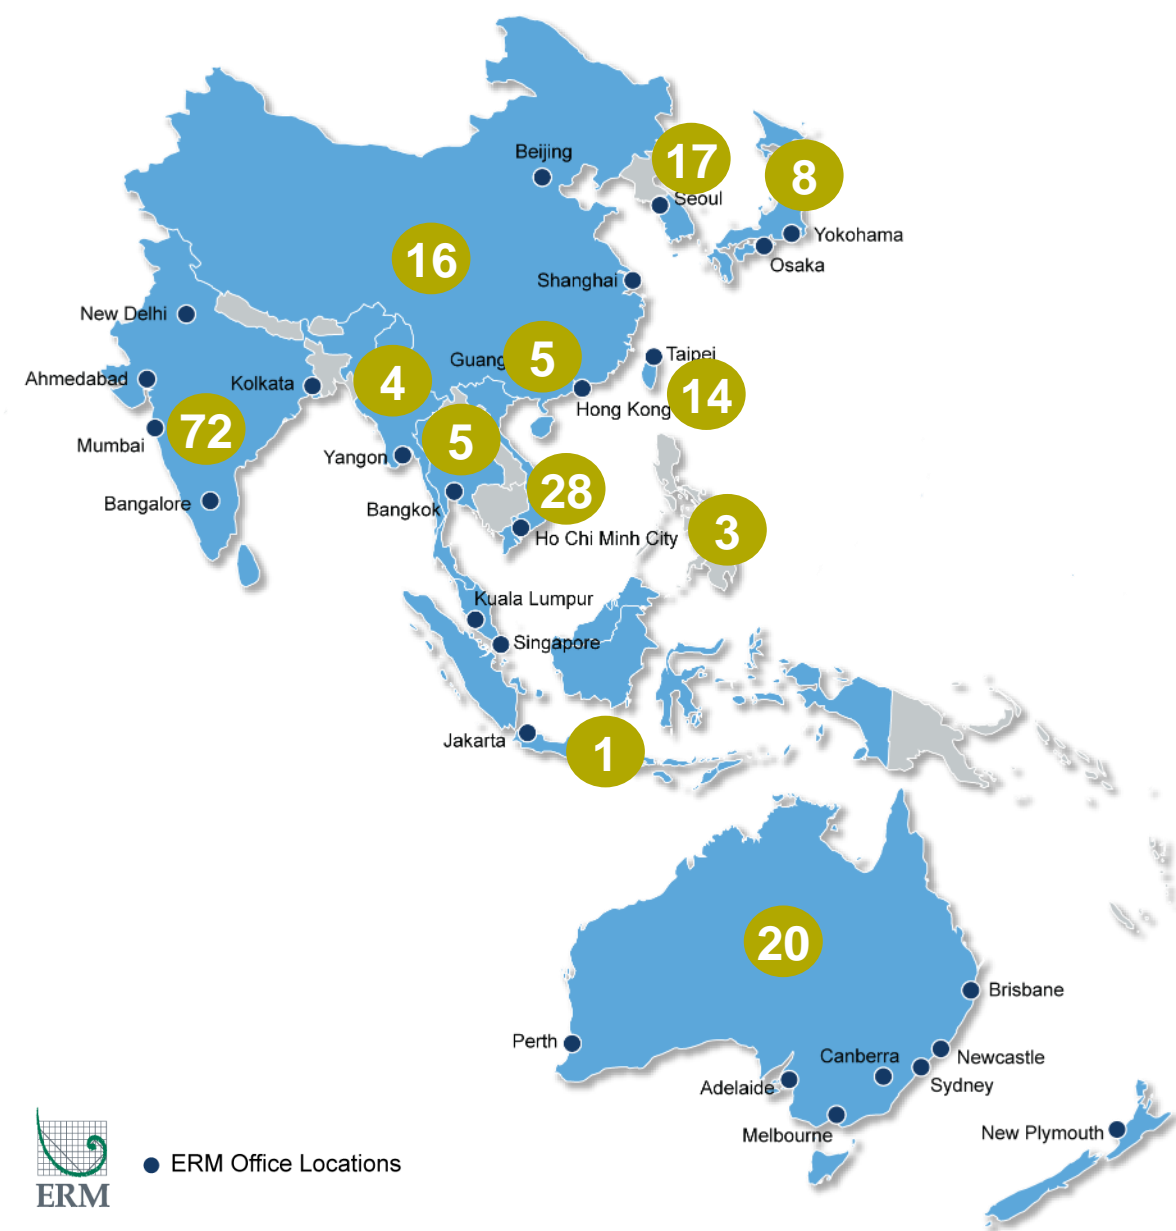 Beijing
17
8
Seoul
Yokohama
Osaka
16
Shanghai
New Delhi
Guang
5
Taipei
Ahmedabad
Kolkata
4
14
Hong Kong
72
Mumbai
5
Yangon
28
Bangalore
Bangkok
3
Ho Chi Minh City
Kuala Lumpur
Singapore
Jakarta
1
20
Brisbane
Perth
Canberra
Newcastle
Adelaide
Sydney
Melbourne
New Plymouth
ERM Office Locations
ERM